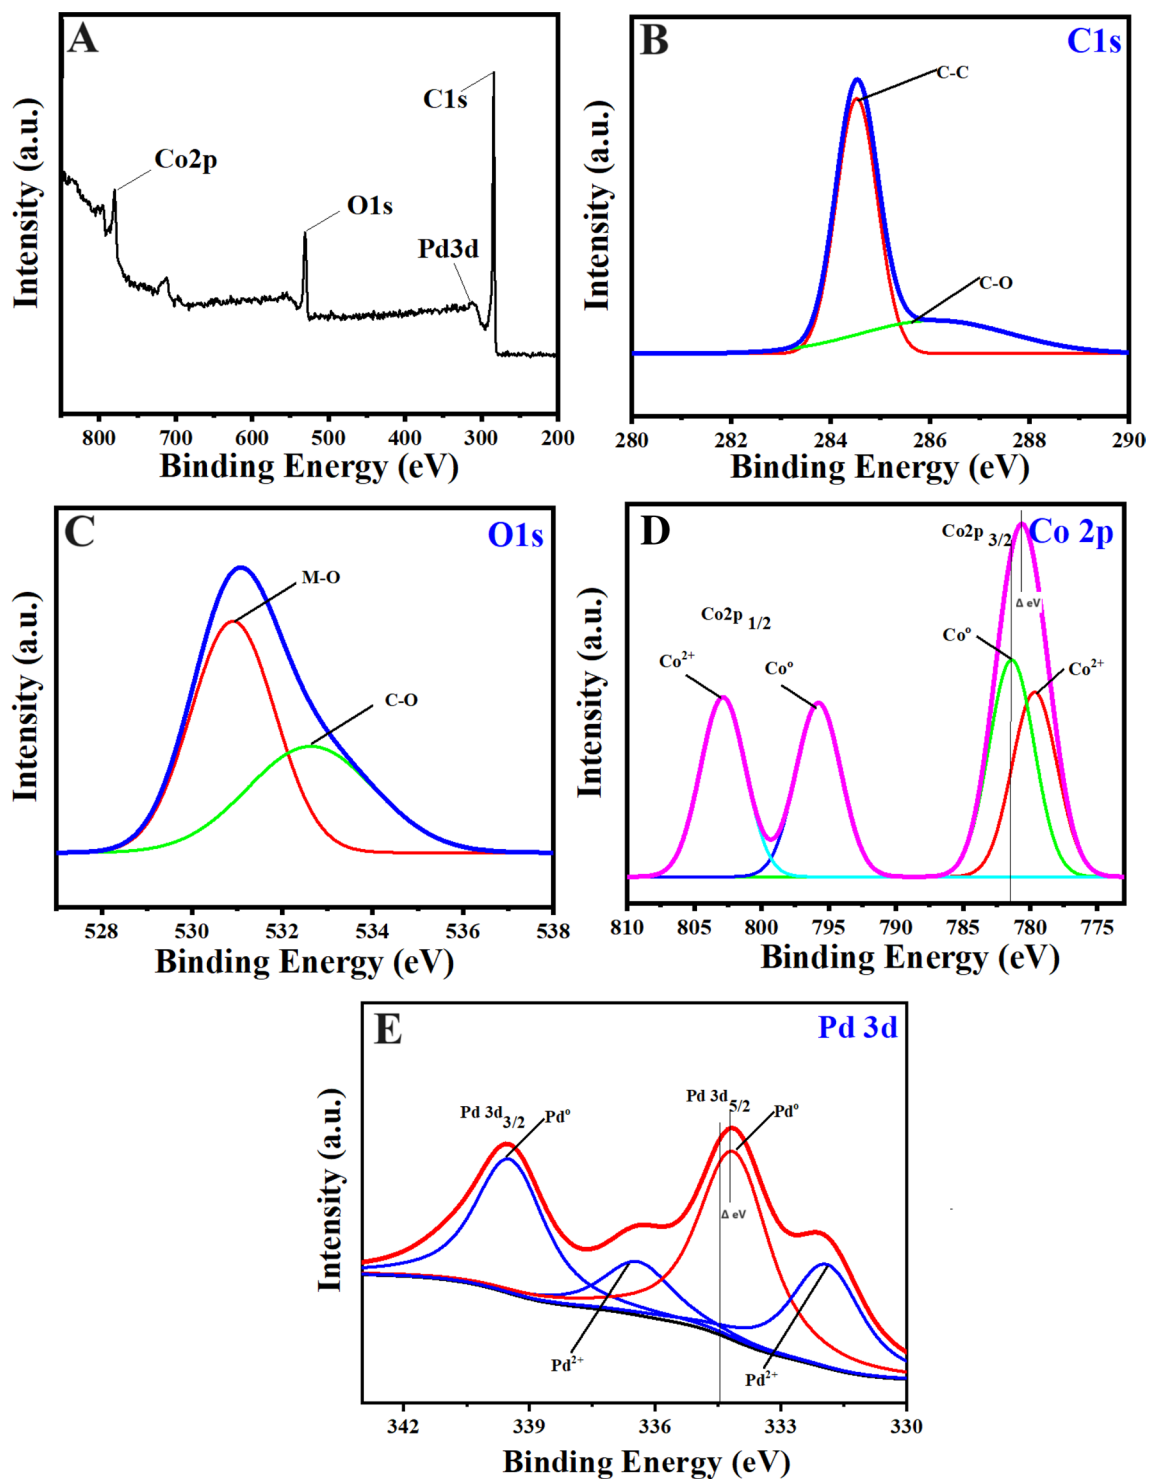 A
C1s
Co2p
O1s
Pd3d
Intensity (a.u.)
800 700 600 500 400 300 200
Binding Energy (eV)
B
C1s
C-C
C-O
Intensity (a.u.)
280 282 284 286 288 290
Binding Energy (eV)
C
O1s
M-O
C-O
Intensity (a.u.)
528 530 532 534 536 538
Binding Energy (eV)
D
Co 2p
Co2p 3/2
Δ eV
Co2p 1/2
Co²⁺
Coº
Coº
Co²⁺
Intensity (a.u.)
810 805 800 795 790 785 780 775
Binding Energy (eV)
E
Pd 3d
Pd 3d3/2
Pdº
Pd 3d5/2
Pdº
Δ eV
Pd²⁺
Pd²⁺
Intensity (a.u.)
342 339 336 333 330
Binding Energy (eV)